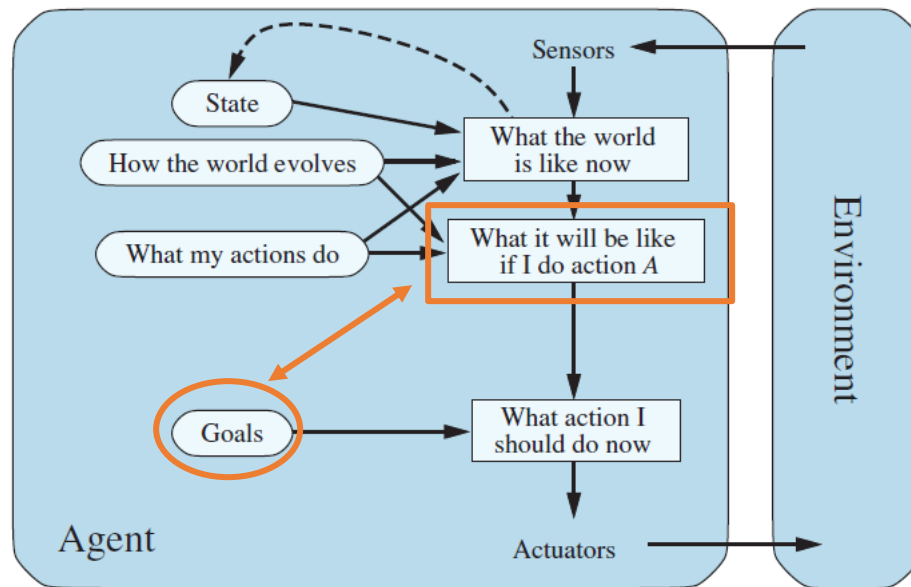 Sensors
State
What the world
is like now
How the world evolves
What my actions do
What it will be like
if I do action A
Goals
What action I
should do now
Agent
Actuators
Environment